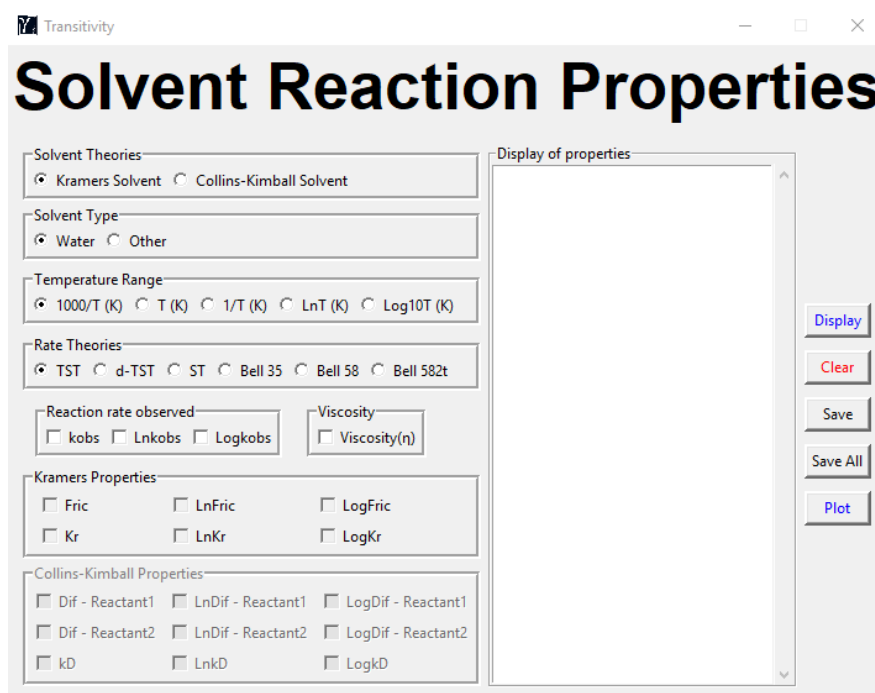 Transitivity
Solvent Reaction Properties
Solvent Theories
Kramers Solvent Collins-Kimball Solvent
Solvent Type
Water Other
Temperature Range
1000/T (K) T (K) 1/T (K) LnT (K) Log10T (K)
Rate Theories
TST d-TST ST Bell 35 Bell 58 Bell 582t
Reaction rate observed
kobs Lnkobs Logkobs
Viscosity
Viscosity(η)
Kramers Properties
Fric LnFric LogFric
Kr LnKr LogKr
Collins-Kimball Properties
Dif - Reactant1 LnDif - Reactant1 LogDif - Reactant1
Dif - Reactant2 LnDif - Reactant2 LogDif - Reactant2
kD LnkD LogkD
Display of properties
Display
Clear
Save
Save All
Plot